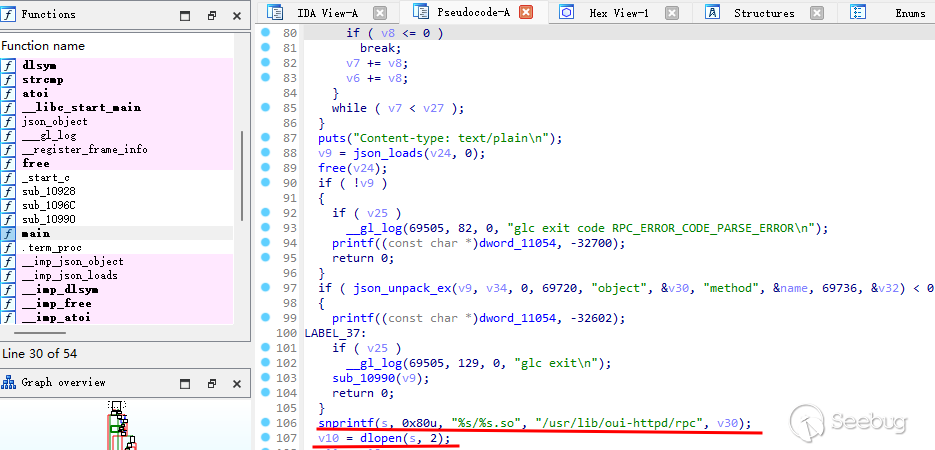 Functions
Function name
dlsym
strcmp
atoi
__libc_start_main
json_object
___gl_log
__register_frame_info
free
_start_c
sub_10928
sub_1096C
sub_10990
main
.term_proc
__imp_json_object
__imp_json_loads
__imp_dlsym
__imp_free
__imp_atoi
Line 30 of 54
Graph overview
IDA View-A Pseudocode-A Hex View-1 Structures Enums
80 if ( v8 <= 0 )
81 break;
82 v7 += v8;
83 v6 += v8;
84 }
85 while ( v7 < v27 );
86 }
87 puts("Content-type: text/plain\n");
88 v9 = json_loads(v24, 0);
89 free(v24);
90 if ( !v9 )
91 {
92 if ( v25 )
93 __gl_log(69505, 82, 0, "glc exit code RPC_ERROR_CODE_PARSE_ERROR\n");
94 printf((const char *)dword_11054, -32700);
95 return 0;
96 }
97 if ( json_unpack_ex(v9, v34, 0, 69720, "object", &v30, "method", &name, 69736, &v32) < 0
98 {
99 printf((const char *)dword_11054, -32602);
100 LABEL_37:
101 if ( v25 )
102 __gl_log(69505, 129, 0, "glc exit\n");
103 sub_10990(v9);
104 return 0;
105 }
106 snprintf(s, 0x80u, "%s/%s.so", "/usr/lib/oui-httpd/rpc", v30);
107 v10 = dlopen(s, 2);
Seebug